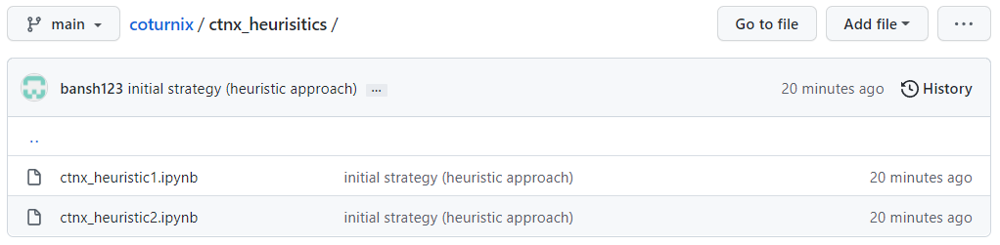 main coturnix / ctnx_heurisitics / Go to file Add file ...
bansh123 initial strategy (heuristic approach) ... 20 minutes ago History
..
ctnx_heuristic1.ipynb initial strategy (heuristic approach) 20 minutes ago
ctnx_heuristic2.ipynb initial strategy (heuristic approach) 20 minutes ago